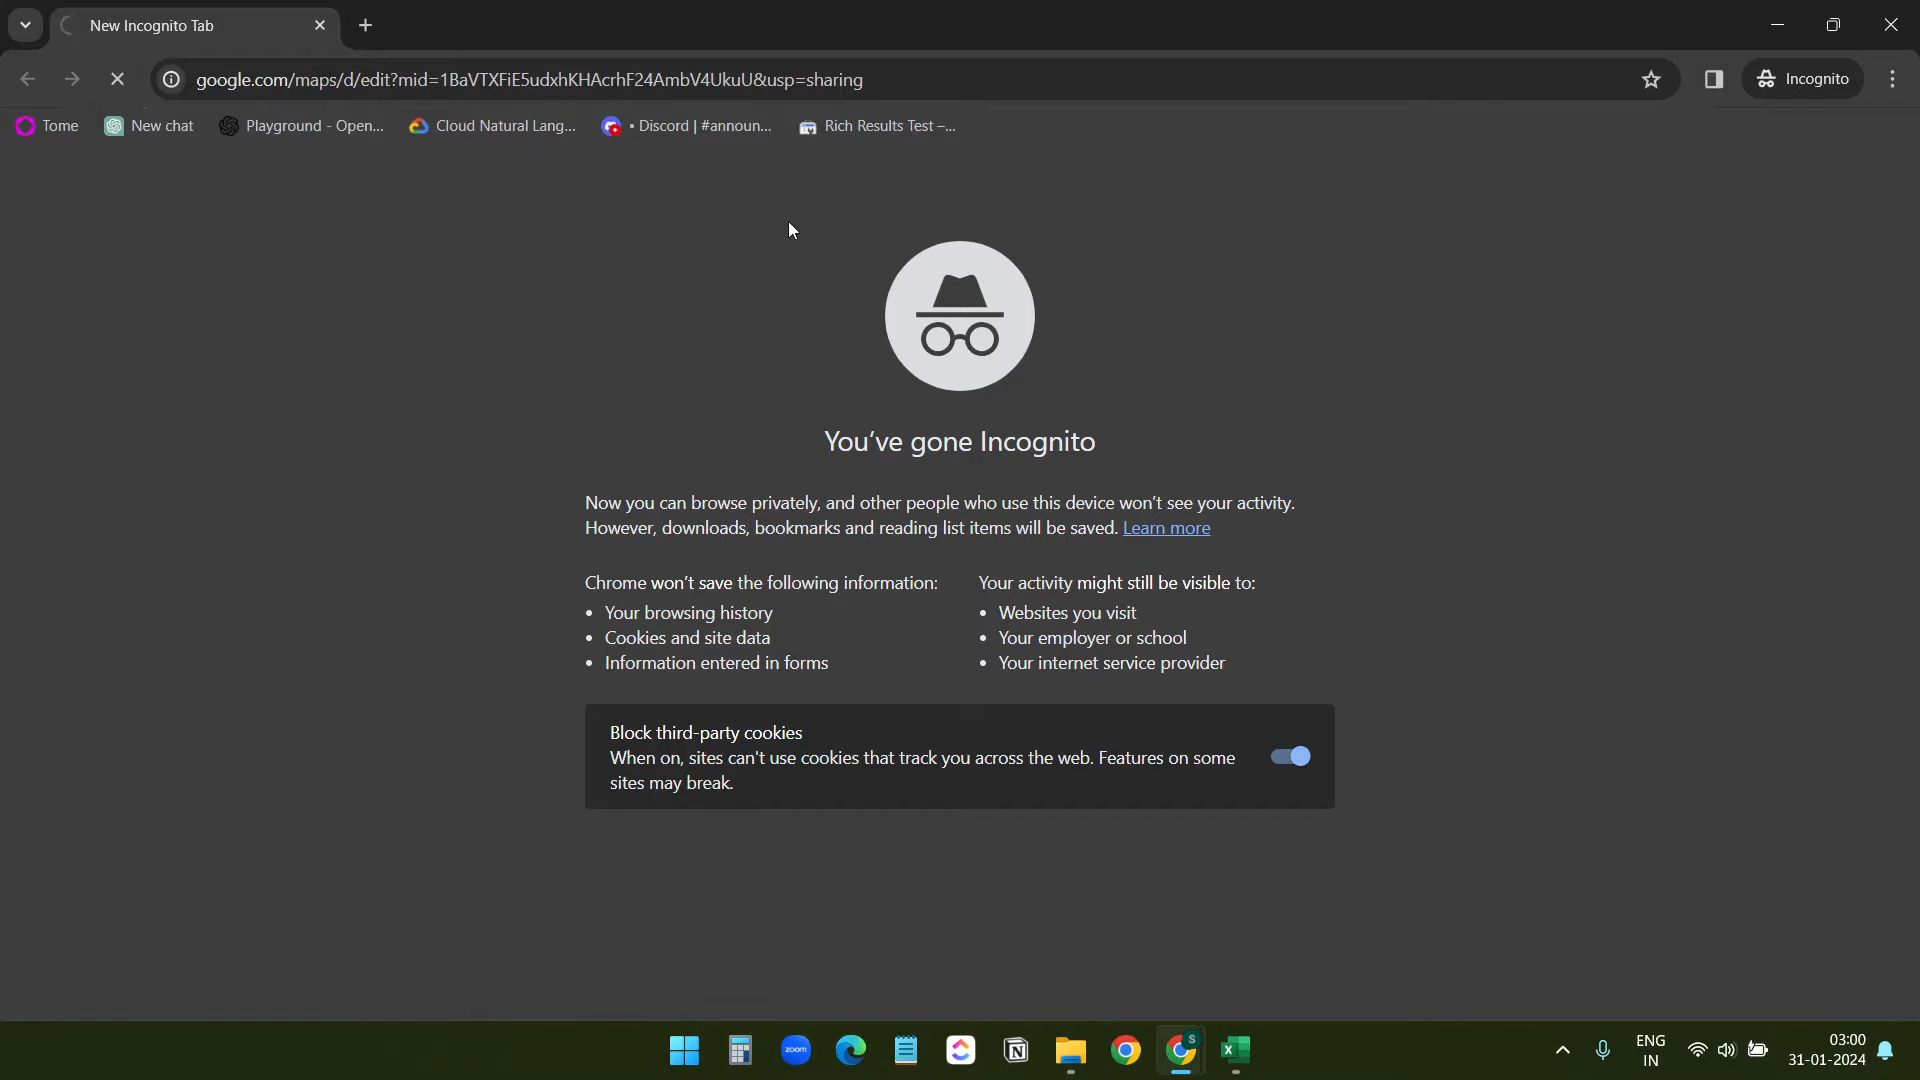 New Incognito Tab
google.com/maps/d/edit?mid=1BaVTXFiE5udxhKHAcrhF24AmbV4UkuU&usp=sharing
Incognito
Tome
New chat
Playground - Open...
Cloud Natural Lang...
• Discord | #announ...
Rich Results Test –...
You've gone Incognito
Now you can browse privately, and other people who use this device won't see your activity.
However, downloads, bookmarks and reading list items will be saved. Learn more
Chrome won't save the following information:
• Your browsing history
• Cookies and site data
• Information entered in forms
Your activity might still be visible to:
• Websites you visit
• Your employer or school
• Your internet service provider
Block third-party cookies
When on, sites can't use cookies that track you across the web. Features on some
sites may break.
zoom
S
ENG
IN
03:00
31-01-2024